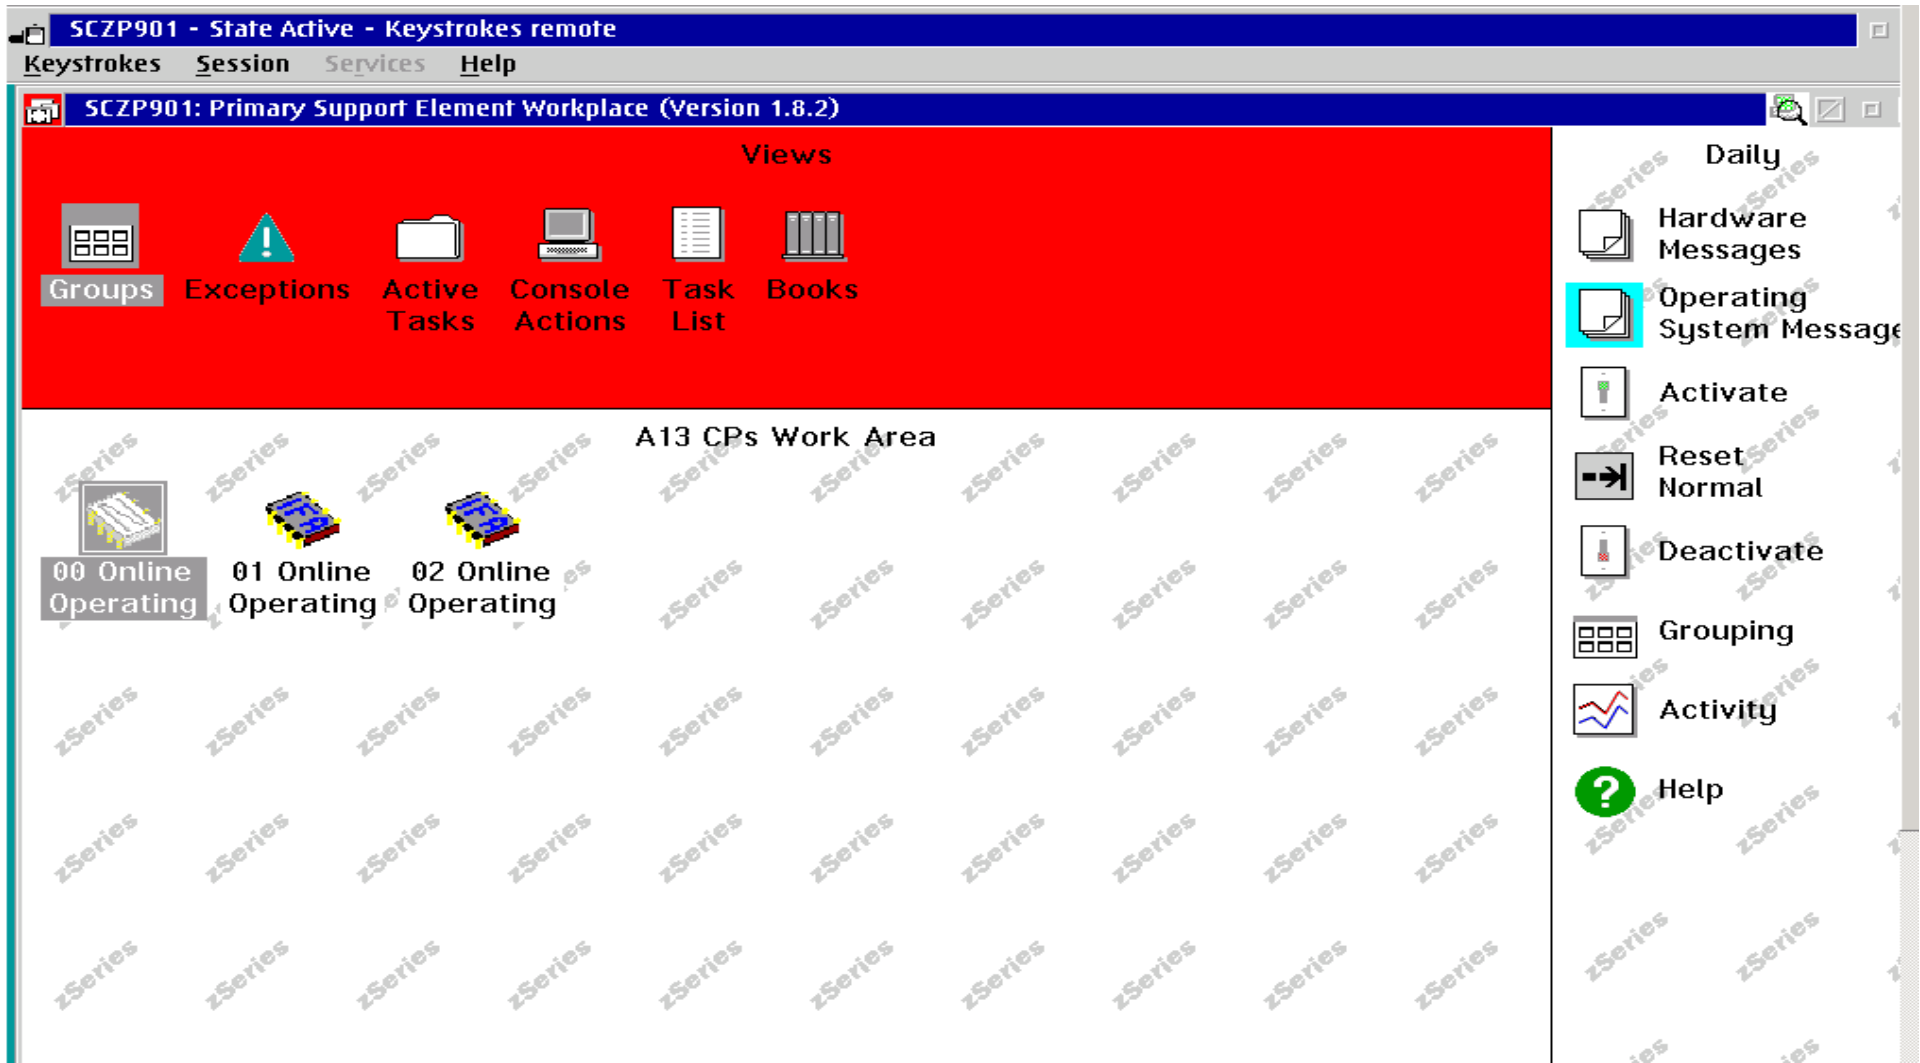 SCZP901 - State Active - Keystrokes remote
Keystrokes Session Services Help
SCZP901: Primary Support Element Workplace (Version 1.8.2)
Views
Groups
Exceptions
Active
Tasks
Console
Actions
Task
List
Books
A13 CPs Work Area
00 Online
Operating
01 Online
Operating
02 Online
Operating
Daily
Hardware
Messages
Operating
System Message
Activate
Reset
Normal
Deactivate
Grouping
Activity
Help
zSeries